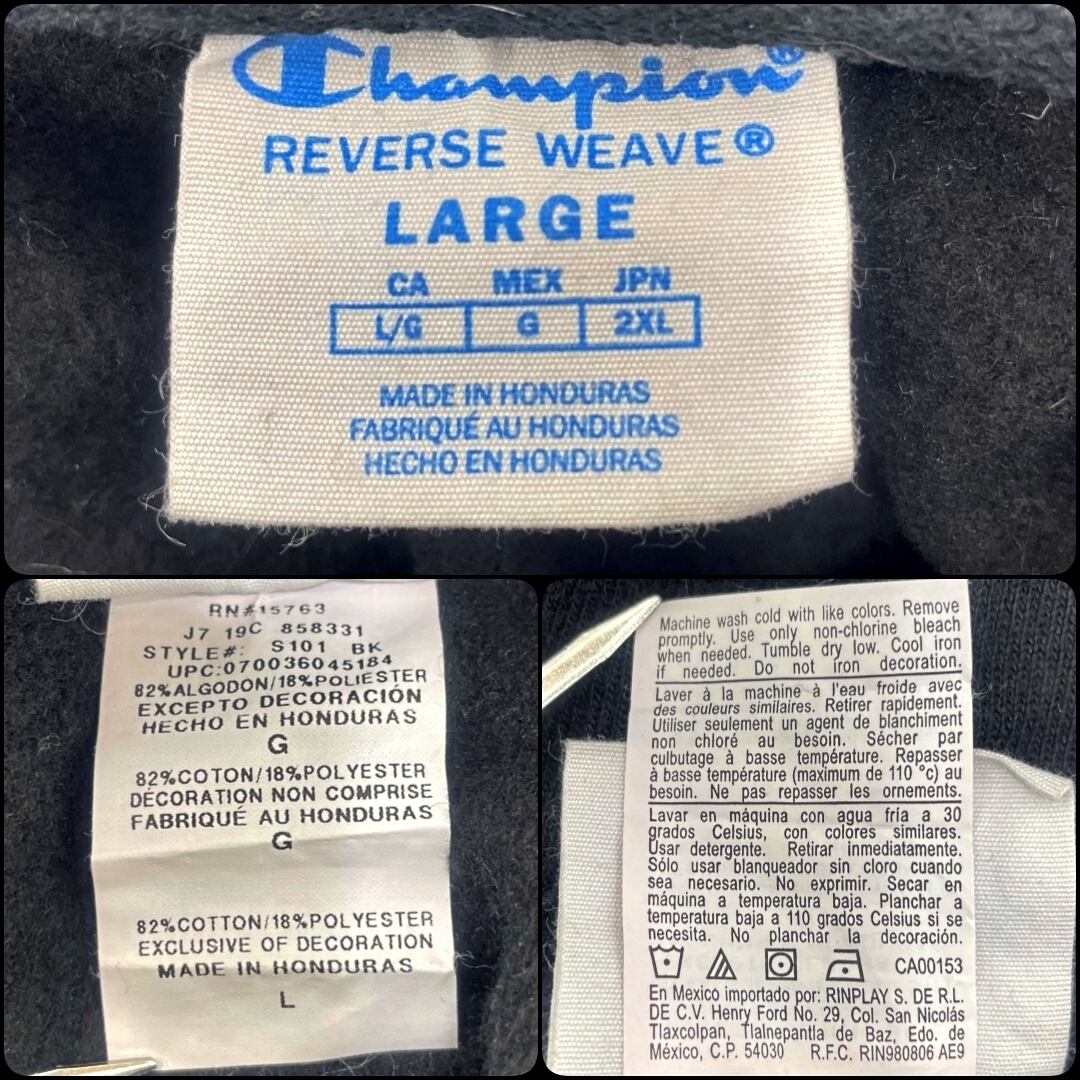 Champion®
REVERSE WEAVE®
LARGE
CA MEX JPN
L/G G 2XL
MADE IN HONDURAS
FABRIQUÉ AU HONDURAS
HECHO EN HONDURAS
RN#15763
J7 19C 858331
STYLE#: S101 BK
UPC:070036045184
82%ALGODON/18%POLIESTER
EXCEPTO DECORACIÓN
HECHO EN HONDURAS
G
82%COTON/18%POLYESTER
DÉCORATION NON COMPRISE
FABRIQUÉ AU HONDURAS
G
82%COTTON/18%POLYESTER
EXCLUSIVE OF DECORATION
MADE IN HONDURAS
L
Machine wash cold with like colors. Remove
promptly. Use only non-chlorine bleach
when needed. Tumble dry low. Cool iron
if needed. Do not iron decoration.
Laver à la machine à l'eau froide avec
des couleurs similaires. Retirer rapidement.
Utiliser seulement un agent de blanchiment
non chloré au besoin. Sécher par
culbutage à basse température. Repasser
à basse température (maximum de 110 °c) au
besoin. Ne pas repasser les ornements.
Lavar en máquina con agua fría a 30
grados Celsius, con colores similares.
Usar detergente. Retirar inmediatamente.
Sólo usar blanqueador sin cloro cuando
sea necesario. No exprimir. Secar en
máquina a temperatura baja. Planchar a
temperatura baja a 110 grados Celsius si se
necesita. No planchar la decoración.
CA00153
En Mexico importado por: RINPLAY S. DE R.L.
DE C.V. Henry Ford No. 29, Col. San Nicolás
Tlaxcolpan, Tlalnepantla de Baz, Edo. de
México, C.P. 54030 R.F.C. RIN980806 AE9